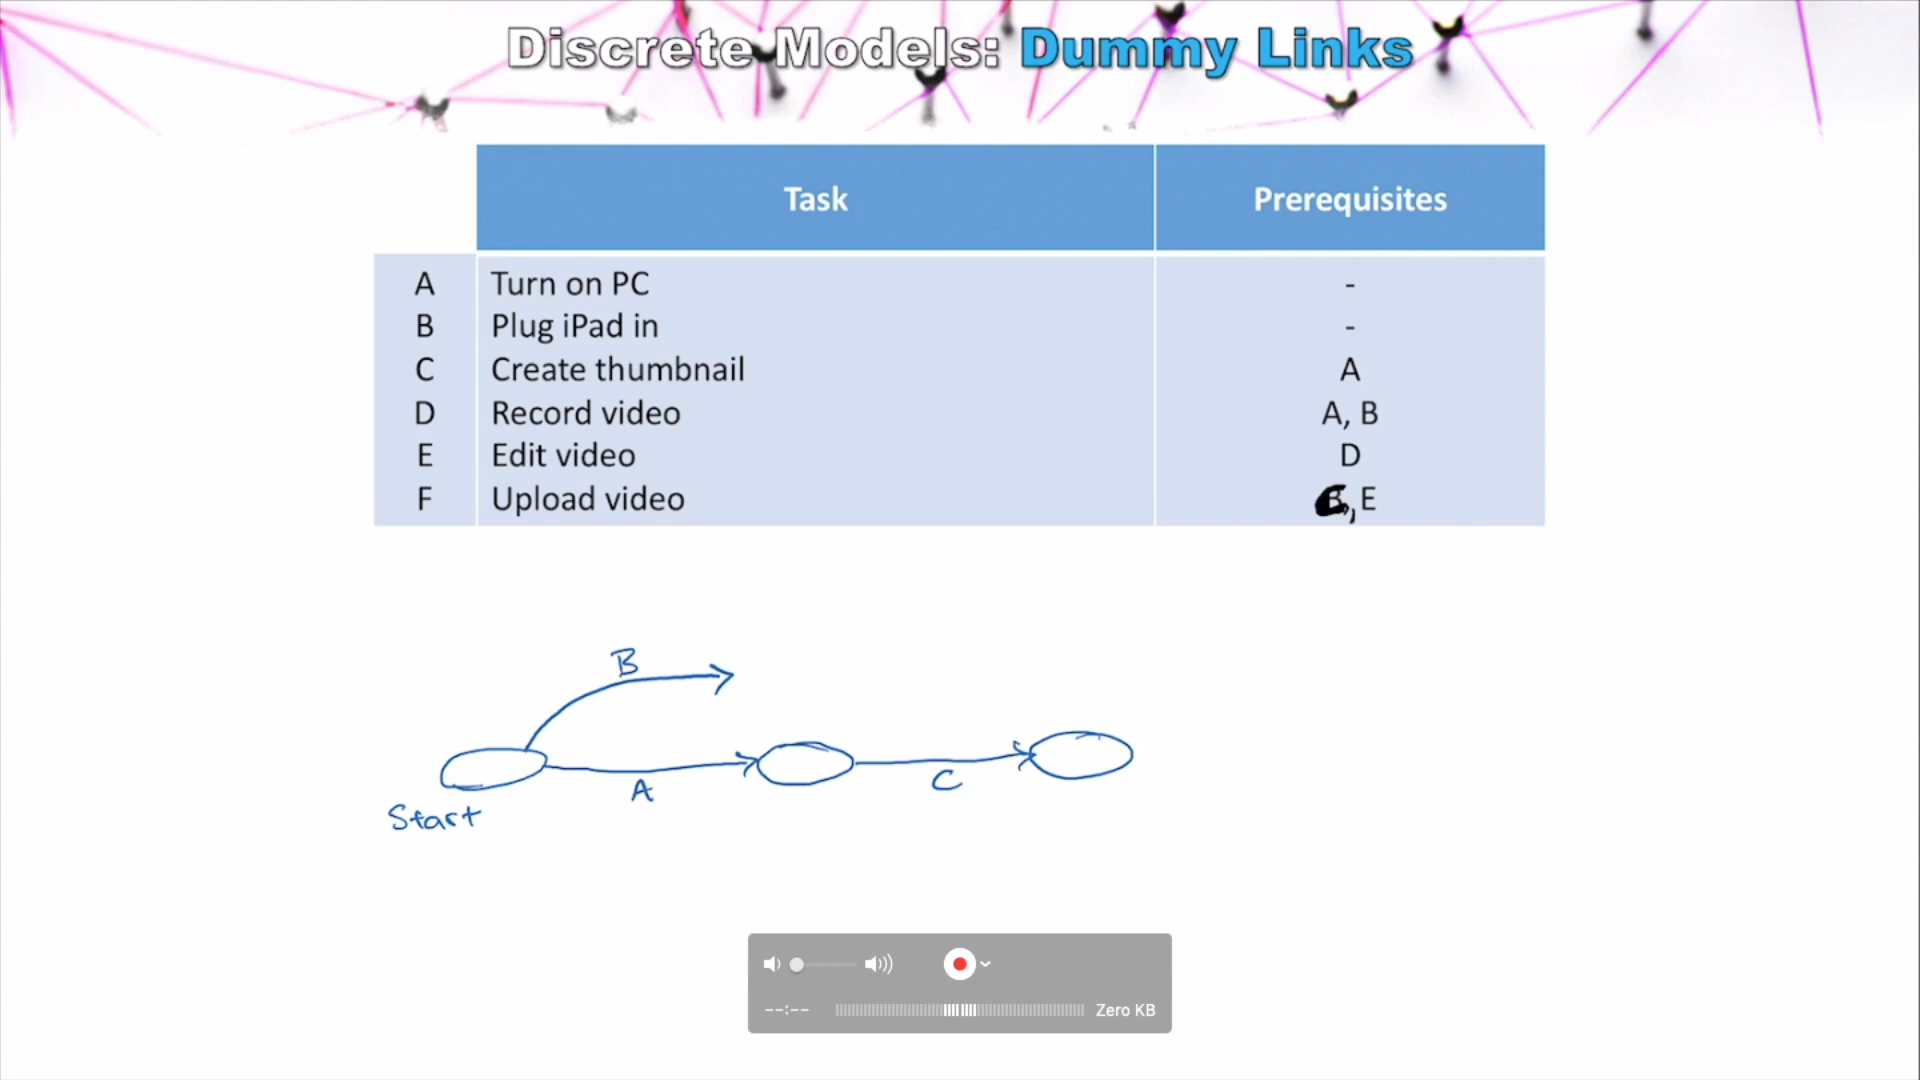 Discrete Models: Dummy Links
Task Prerequisites
A Turn on PC -
B Plug iPad in -
C Create thumbnail A
D Record video A, B
E Edit video D
F Upload video , E
B
A
C
Start
--:-- Zero KB